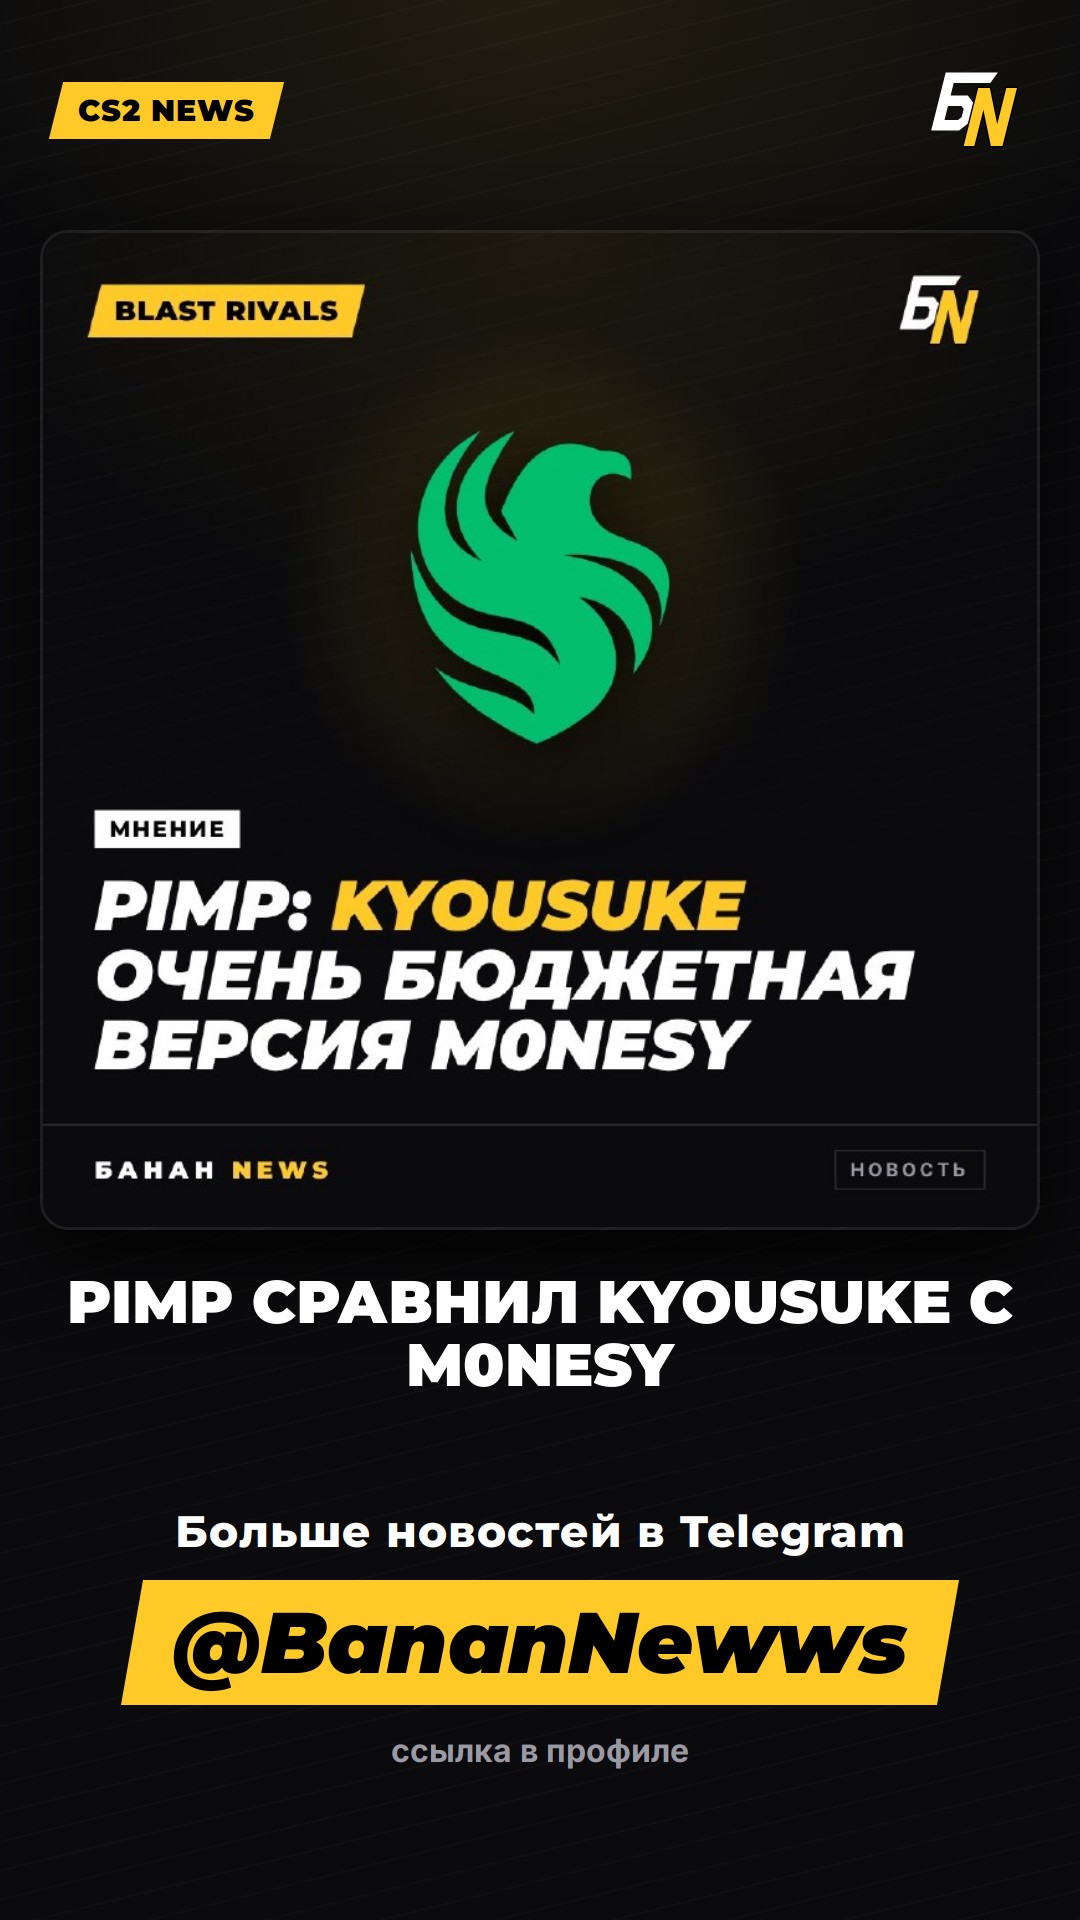 CS2 NEWS
БN
BLAST RIVALS
БN
МНЕНИЕ
PIMP: KYOUSUKE
ОЧЕНЬ БЮДЖЕТНАЯ
ВЕРСИЯ M0NESY
БАНАН NEWS
НОВОСТЬ
PIMP СРАВНИЛ KYOUSUKE С
M0NESY
Больше новостей в Telegram
@BananNewws
ссылка в профиле